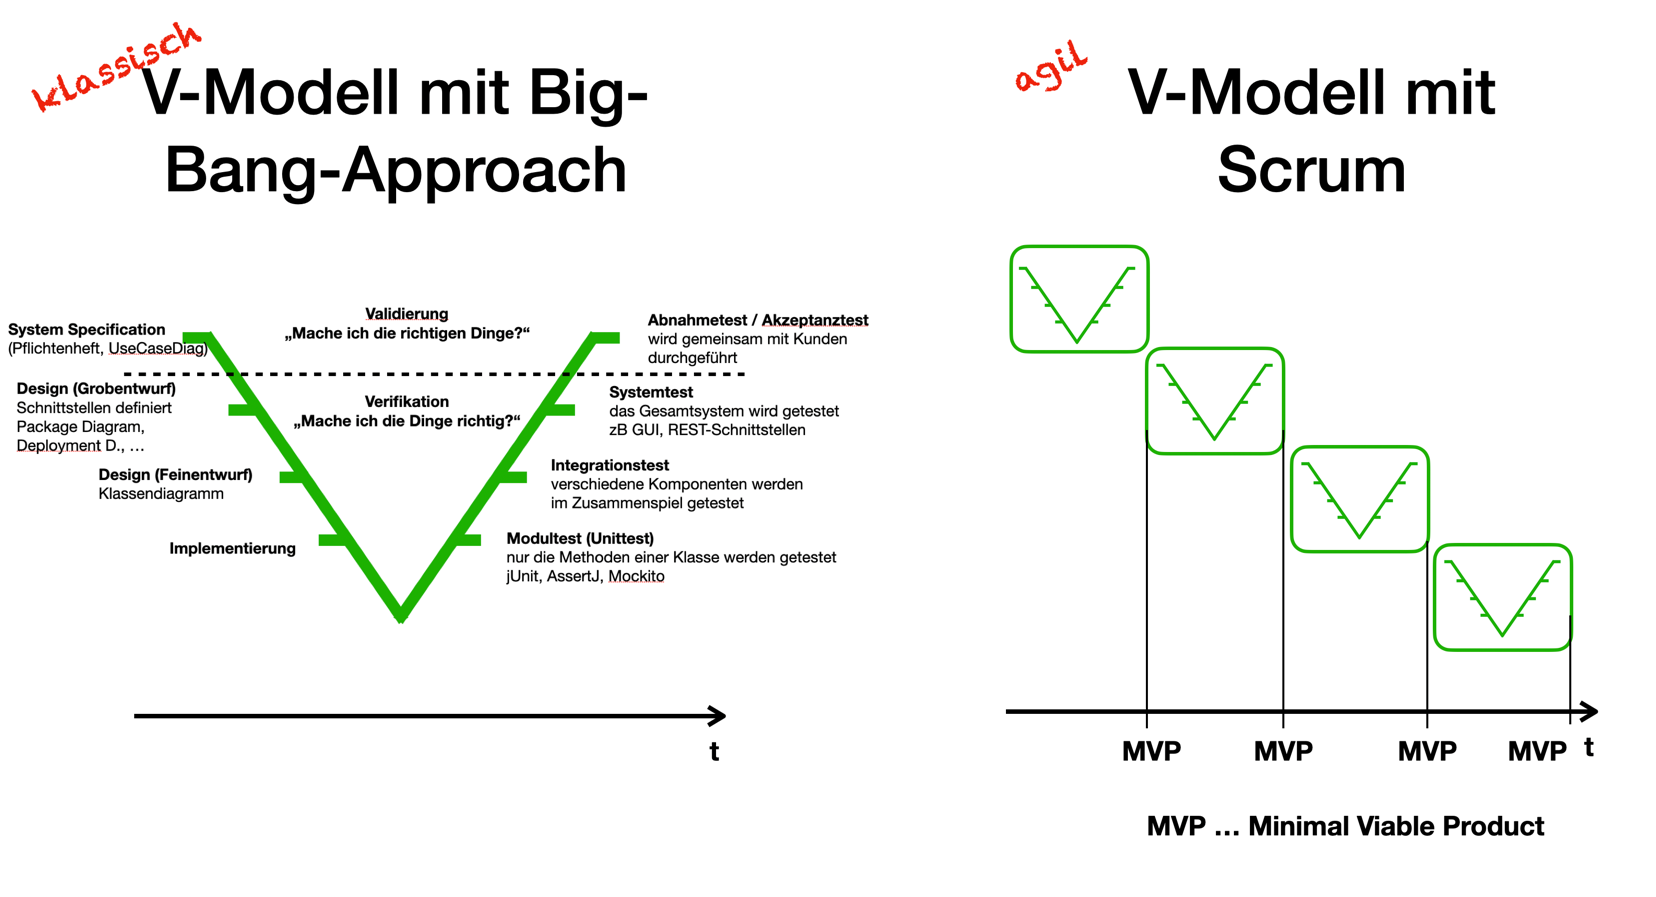 klassisch
V-Modell mit Big-
Bang-Approach
System Specification
(Pflichtenheft, UseCaseDiag)
Design (Grobentwurf)
Schnittstellen definiert
Package Diagram,
Deployment D., …
Design (Feinentwurf)
Klassendiagramm
Implementierung
Validierung
„Mache ich die richtigen Dinge?“
Verifikation
„Mache ich die Dinge richtig?“
Abnahmetest / Akzeptanztest
wird gemeinsam mit Kunden
durchgeführt
Systemtest
das Gesamtsystem wird getestet
zB GUI, REST-Schnittstellen
Integrationstest
verschiedene Komponenten werden
im Zusammenspiel getestet
Modultest (Unittest)
nur die Methoden einer Klasse werden getestet
jUnit, AssertJ, Mockito
t
agil
V-Modell mit
Scrum
MVP MVP MVP MVP t
MVP … Minimal Viable Product